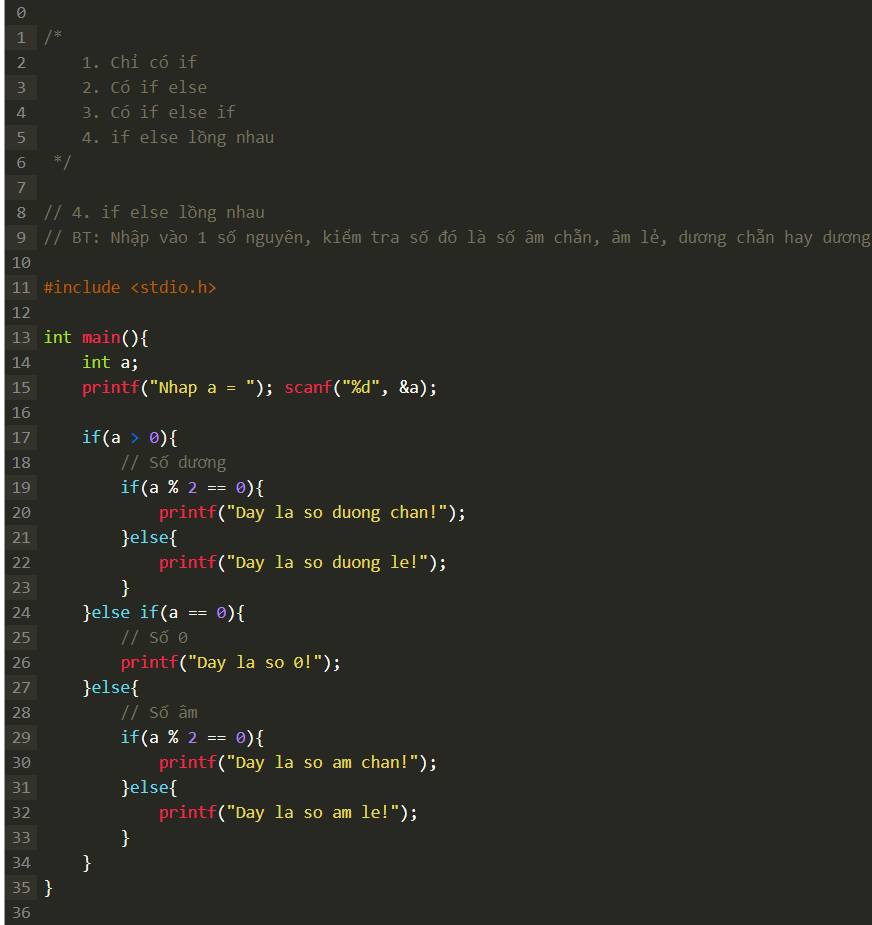 0
1 /*
2     1. Chỉ có if
3     2. Có if else
4     3. Có if else if
5     4. if else lồng nhau
6  */
7
8 // 4. if else lồng nhau
9 // BT: Nhập vào 1 số nguyên, kiểm tra số đó là số âm chẵn, âm lẻ, dương chẵn hay dương
10
11 #include <stdio.h>
12
13 int main(){
14     int a;
15     printf("Nhap a = "); scanf("%d", &a);
16
17     if(a > 0){
18         // Số dương
19         if(a % 2 == 0){
20             printf("Day la so duong chan!");
21         }else{
22             printf("Day la so duong le!");
23         }
24     }else if(a == 0){
25         // Số 0
26         printf("Day la so 0!");
27     }else{
28         // Số âm
29         if(a % 2 == 0){
30             printf("Day la so am chan!");
31         }else{
32             printf("Day la so am le!");
33         }
34     }
35 }
36